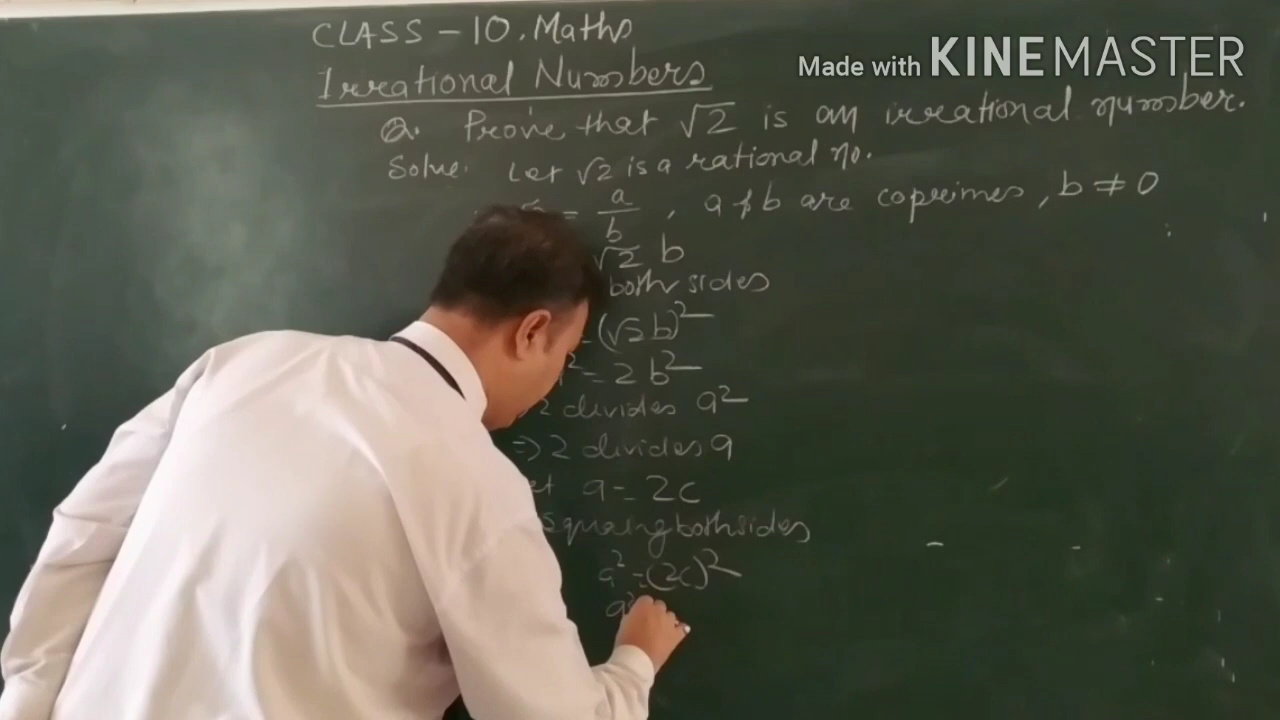 CLASS - 10. Maths
Made with KINEMASTER
Irrational Numbers
Q. Prove that √2 is an irrational number.
Solve. Let √2 is a rational no.
= a/b , a & b are coprimes, b ≠ 0
√2 b
both sides
(√2 b)²
² = 2 b²
2 divides a²
⇒ 2 divides a
a = 2c
Squaring both sides
a² = (2c)²
a²